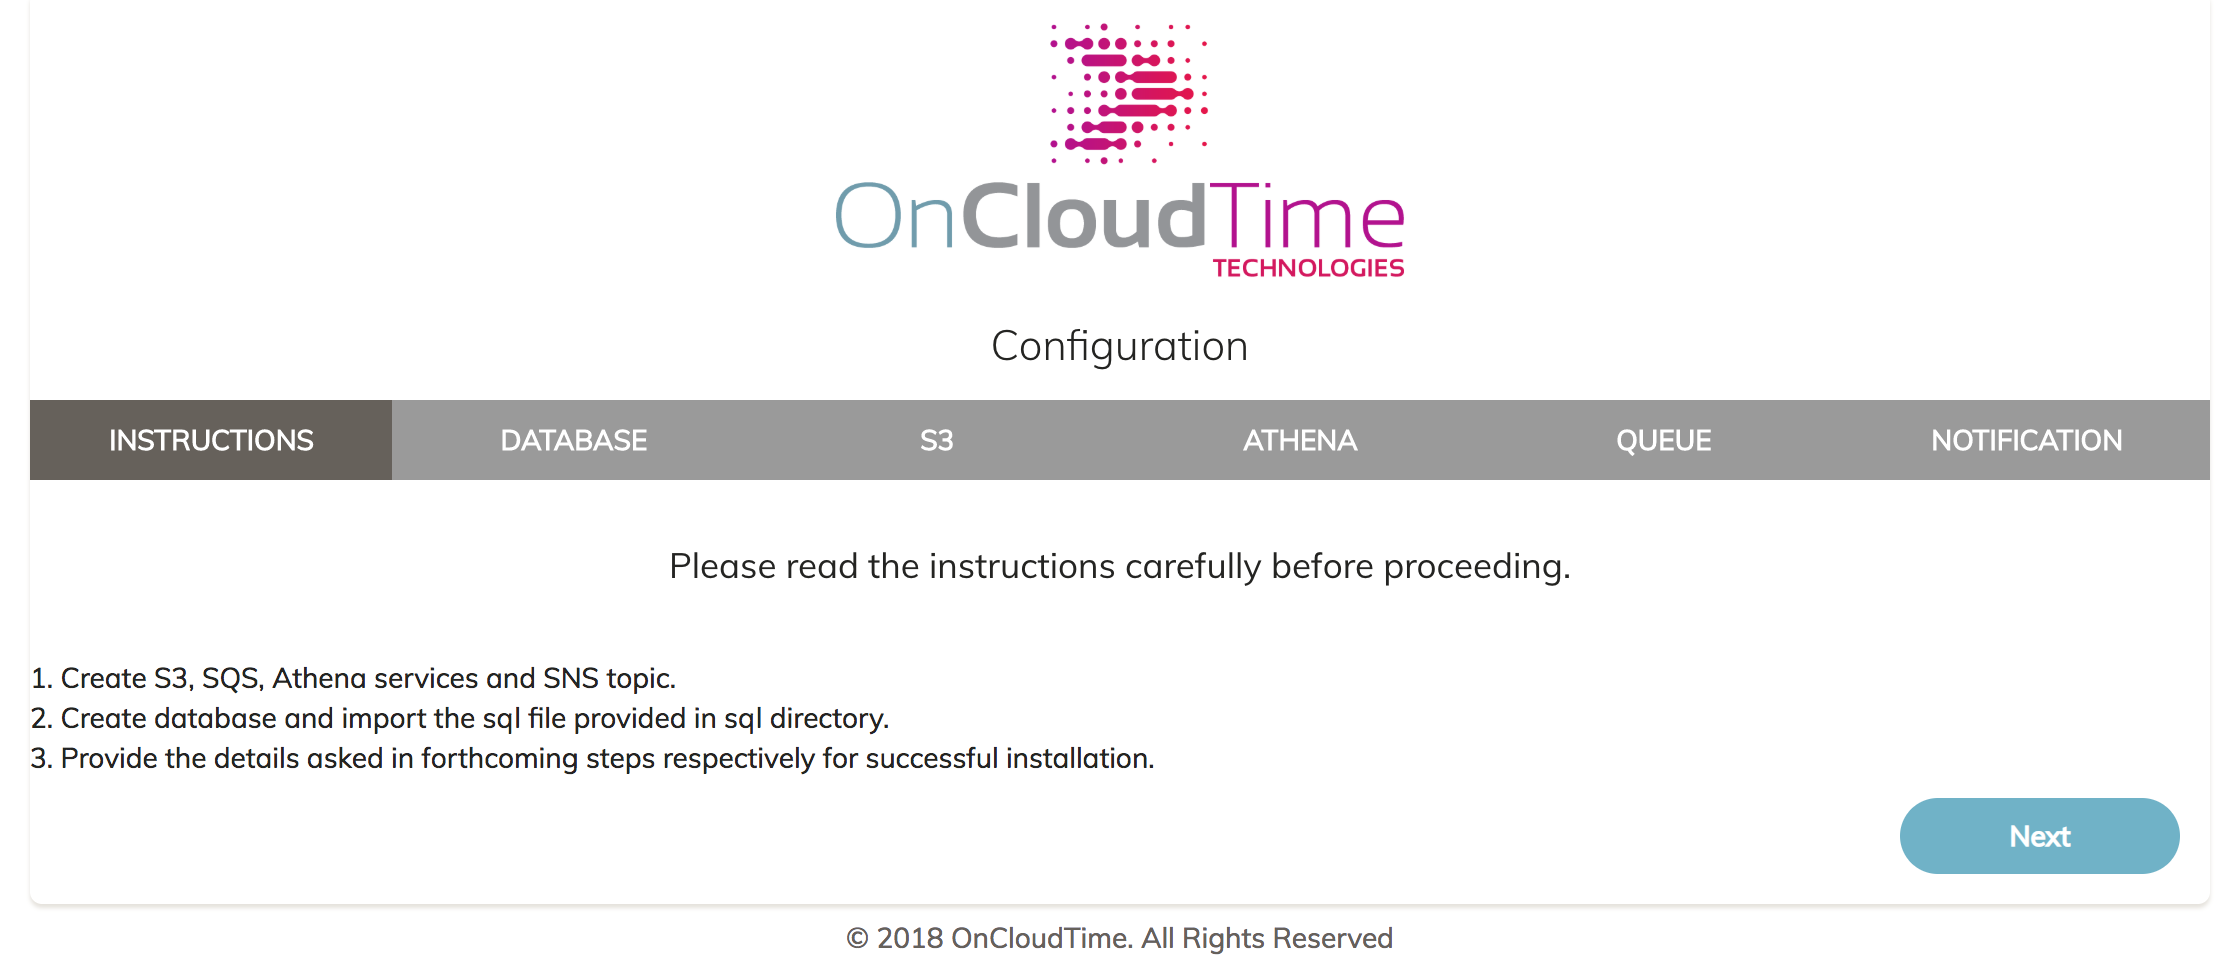 OnCloudTime
TECHNOLOGIES
Configuration
INSTRUCTIONS DATABASE S3 ATHENA QUEUE NOTIFICATION
Please read the instructions carefully before proceeding.
1. Create S3, SQS, Athena services and SNS topic.
2. Create database and import the sql file provided in sql directory.
3. Provide the details asked in forthcoming steps respectively for successful installation.
Next
© 2018 OnCloudTime. All Rights Reserved